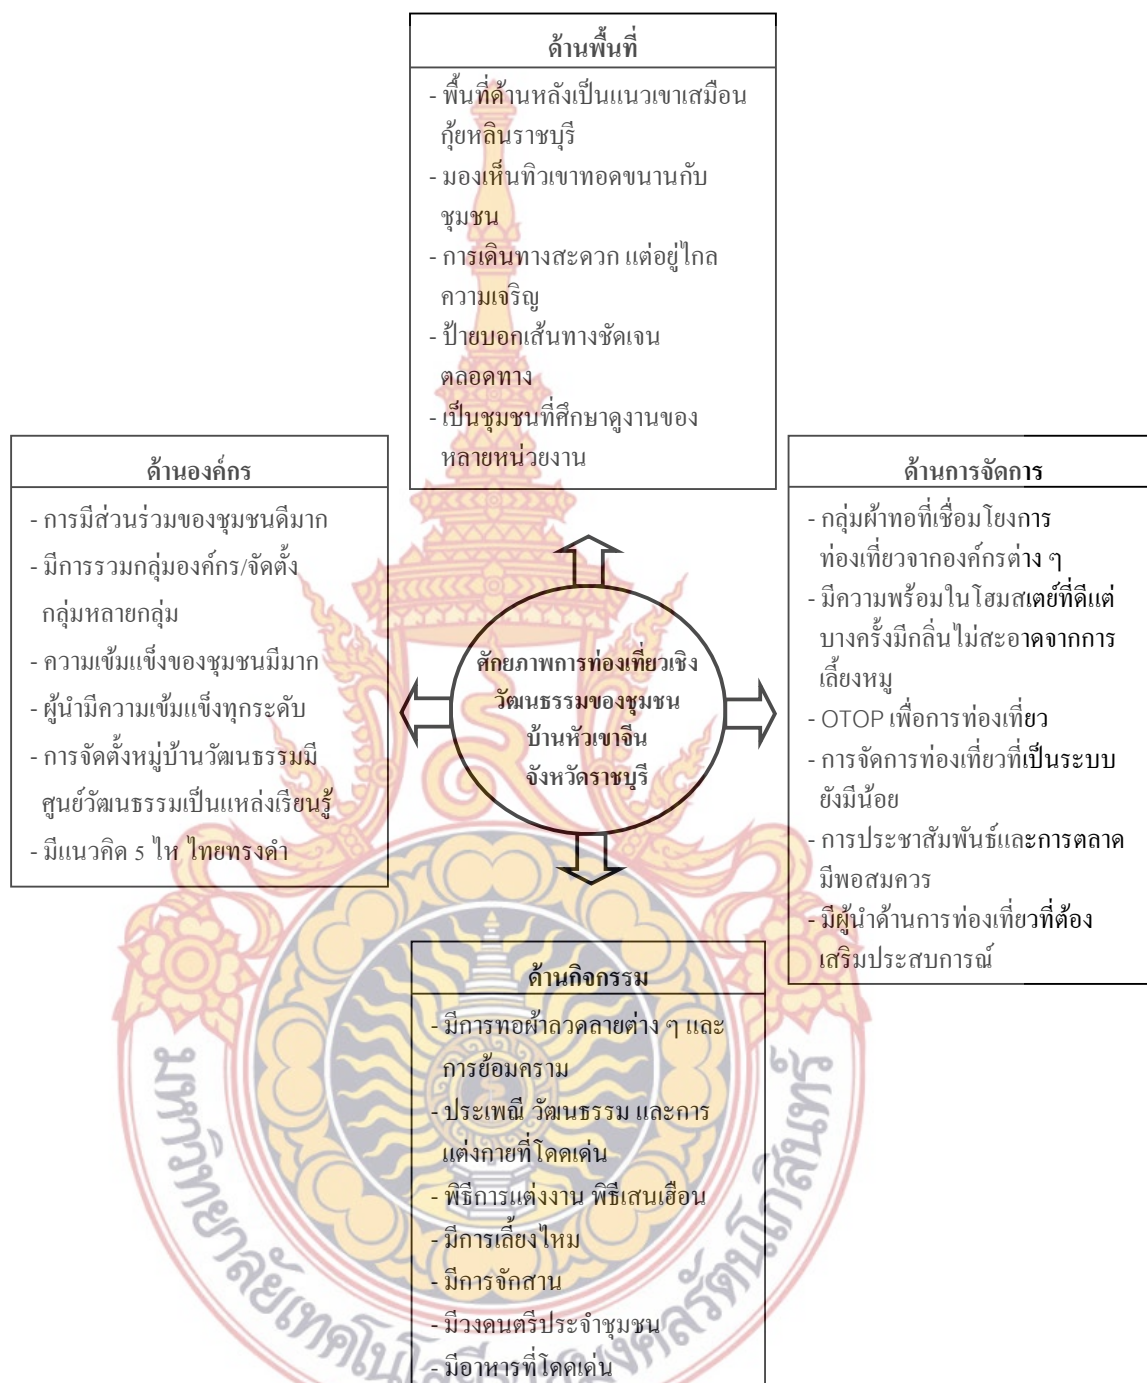 ด้านพื้นที่
- พื้นที่ด้านหลังเป็นแนวเขาเสมือน
กุ้ยหลินราชบุรี
- มองเห็นทิวเขาทอดขนานกับ
ชุมชน
- การเดินทางสะดวก แต่อยู่ไกล
ความเจริญ
- ป้ายบอกเส้นทางชัดเจน
ตลอดทาง
- เป็นชุมชนที่ศึกษาดูงานของ
หลายหน่วยงาน
ด้านองค์กร
- การมีส่วนร่วมของชุมชนดีมาก
- มีการรวมกลุ่มองค์กร/จัดตั้ง
กลุ่มหลายกลุ่ม
- ความเข้มแข็งของชุมชนมีมาก
- ผู้นำมีความเข้มแข็งทุกระดับ
- การจัดตั้งหมู่บ้านวัฒนธรรมมี
ศูนย์วัฒนธรรมเป็นแหล่งเรียนรู้
- มีแนวคิด 5 ไห ไทยทรงดำ
ศักยภาพการท่องเที่ยวเชิง
วัฒนธรรมของชุมชน
บ้านหัวเขาจีน
จังหวัดราชบุรี
ด้านการจัดการ
- กลุ่มผ้าทอที่เชื่อมโยงการ
ท่องเที่ยวจากองค์กรต่าง ๆ
- มีความพร้อมในโฮมสเตย์ที่ดีแต่
บางครั้งมีกลิ่นไม่สะอาดจากการ
เลี้ยงหมู
- OTOP เพื่อการท่องเที่ยว
- การจัดการท่องเที่ยวที่เป็นระบบ
ยังมีน้อย
- การประชาสัมพันธ์และการตลาด
มีพอสมควร
- มีผู้นำด้านการท่องเที่ยวที่ต้อง
เสริมประสบการณ์
ด้านกิจกรรม
- มีการทอผ้าลวดลายต่าง ๆ และ
การย้อมคราม
- ประเพณี วัฒนธรรม และการ
แต่งกายที่โดดเด่น
- พิธีการแต่งงาน พิธีเสนเฮือน
- มีการเลี้ยงไหม
- มีการจักสาน
- มีวงดนตรีประจำชุมชน
- มีอาหารที่โดดเด่น
มหาวิทยาลัยเทคโนโลยีราชมงคลรัตนโกสินทร์